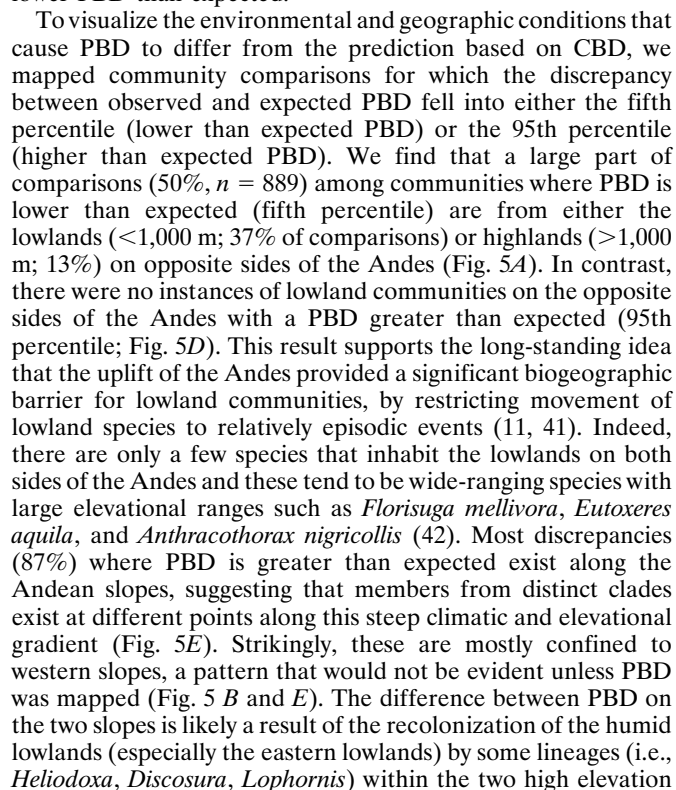 lower PBD than expected.
To visualize the environmental and geographic conditions that
cause PBD to differ from the prediction based on CBD, we
mapped community comparisons for which the discrepancy
between observed and expected PBD fell into either the fifth
percentile (lower than expected PBD) or the 95th percentile
(higher than expected PBD). We find that a large part of
comparisons (50%, n = 889) among communities where PBD is
lower than expected (fifth percentile) are from either the
lowlands (<1,000 m; 37% of comparisons) or highlands (>1,000
m; 13%) on opposite sides of the Andes (Fig. 5A). In contrast,
there were no instances of lowland communities on the opposite
sides of the Andes with a PBD greater than expected (95th
percentile; Fig. 5D). This result supports the long-standing idea
that the uplift of the Andes provided a significant biogeographic
barrier for lowland communities, by restricting movement of
lowland species to relatively episodic events (11, 41). Indeed,
there are only a few species that inhabit the lowlands on both
sides of the Andes and these tend to be wide-ranging species with
large elevational ranges such as Florisuga mellivora, Eutoxeres
aquila, and Anthracothorax nigricollis (42). Most discrepancies
(87%) where PBD is greater than expected exist along the
Andean slopes, suggesting that members from distinct clades
exist at different points along this steep climatic and elevational
gradient (Fig. 5E). Strikingly, these are mostly confined to
western slopes, a pattern that would not be evident unless PBD
was mapped (Fig. 5 B and E). The difference between PBD on
the two slopes is likely a result of the recolonization of the humid
lowlands (especially the eastern lowlands) by some lineages (i.e.,
Heliodoxa, Discosura, Lophornis) within the two high elevation